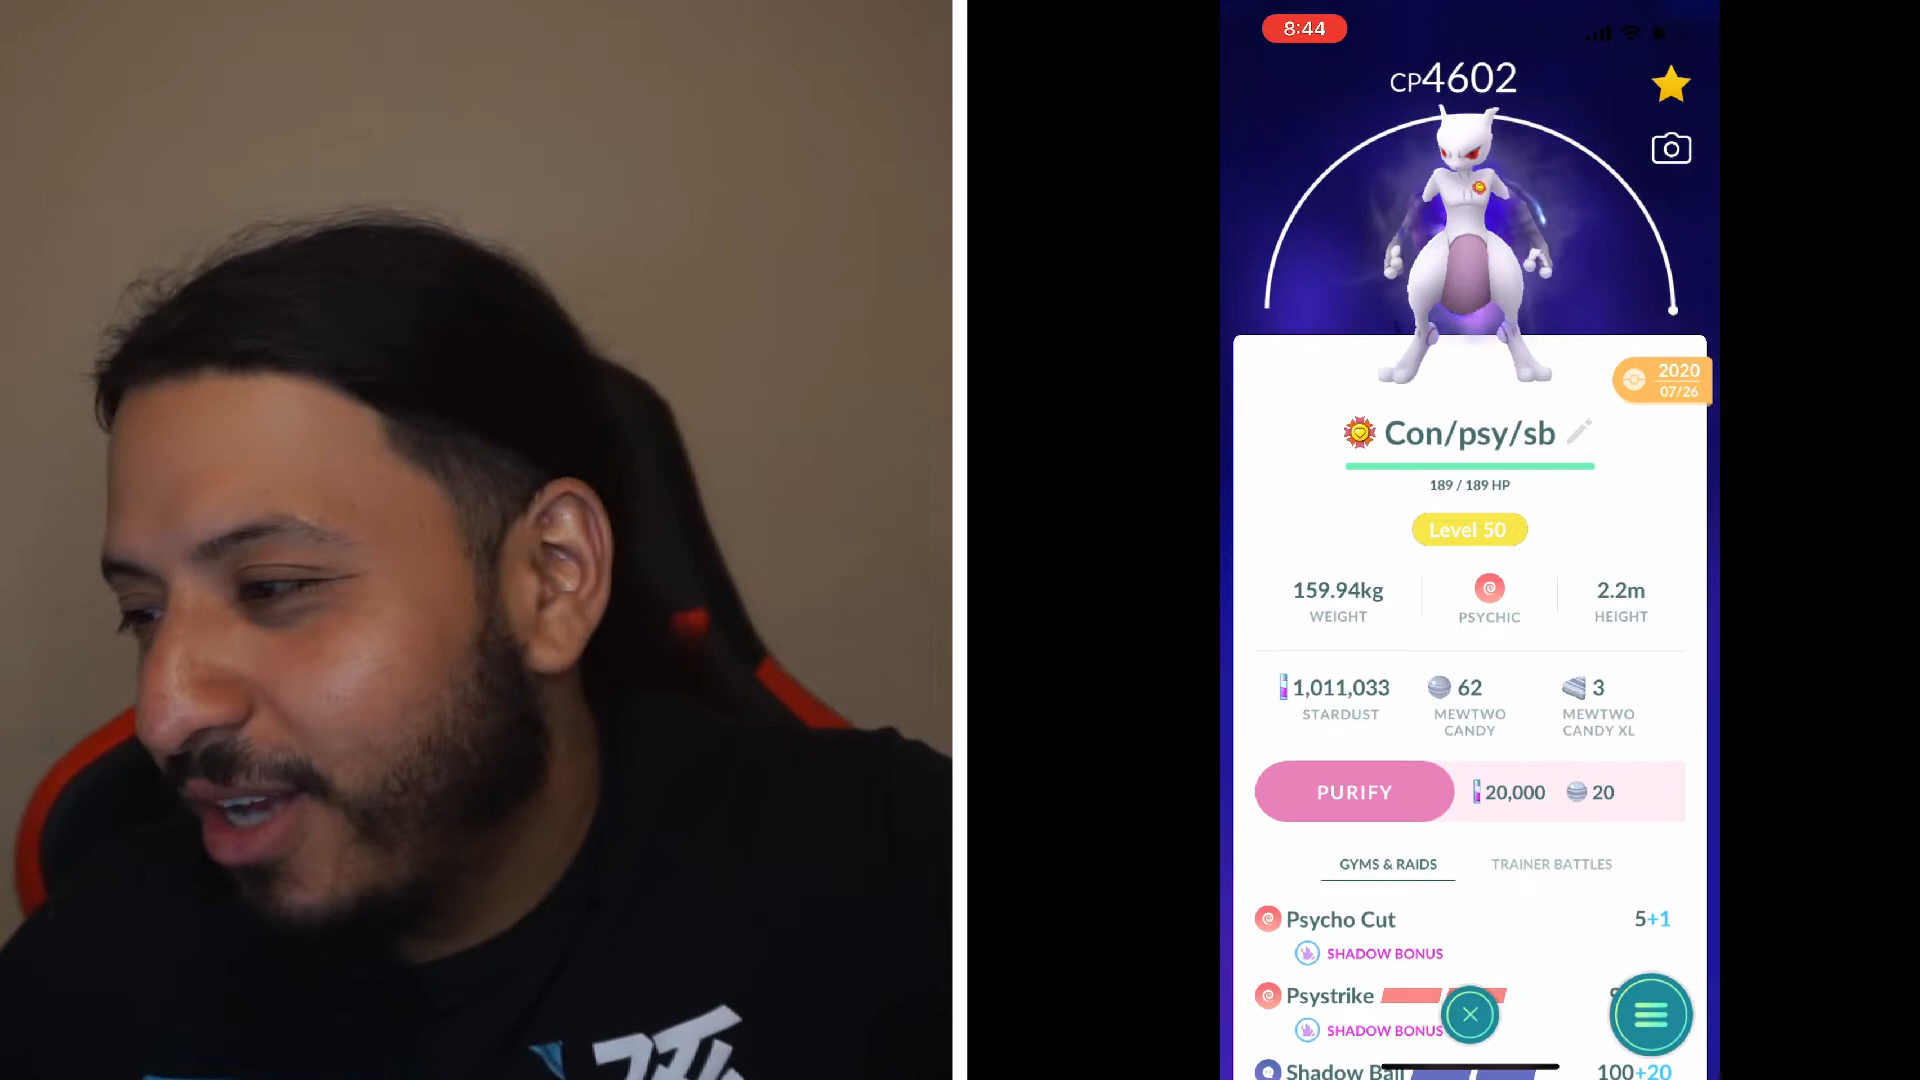 8:44
CP4602
2020
07/26
Con/psy/sb
189 / 189 HP
Level 50
159.94kg
WEIGHT
PSYCHIC
2.2m
HEIGHT
1,011,033
STARDUST
62
MEWTWO
CANDY
3
MEWTWO
CANDY XL
PURIFY
20,000
20
GYMS & RAIDS
TRAINER BATTLES
Psycho Cut
5+1
SHADOW BONUS
Psystrike
SHADOW BONUS
Shadow Ball
100+20